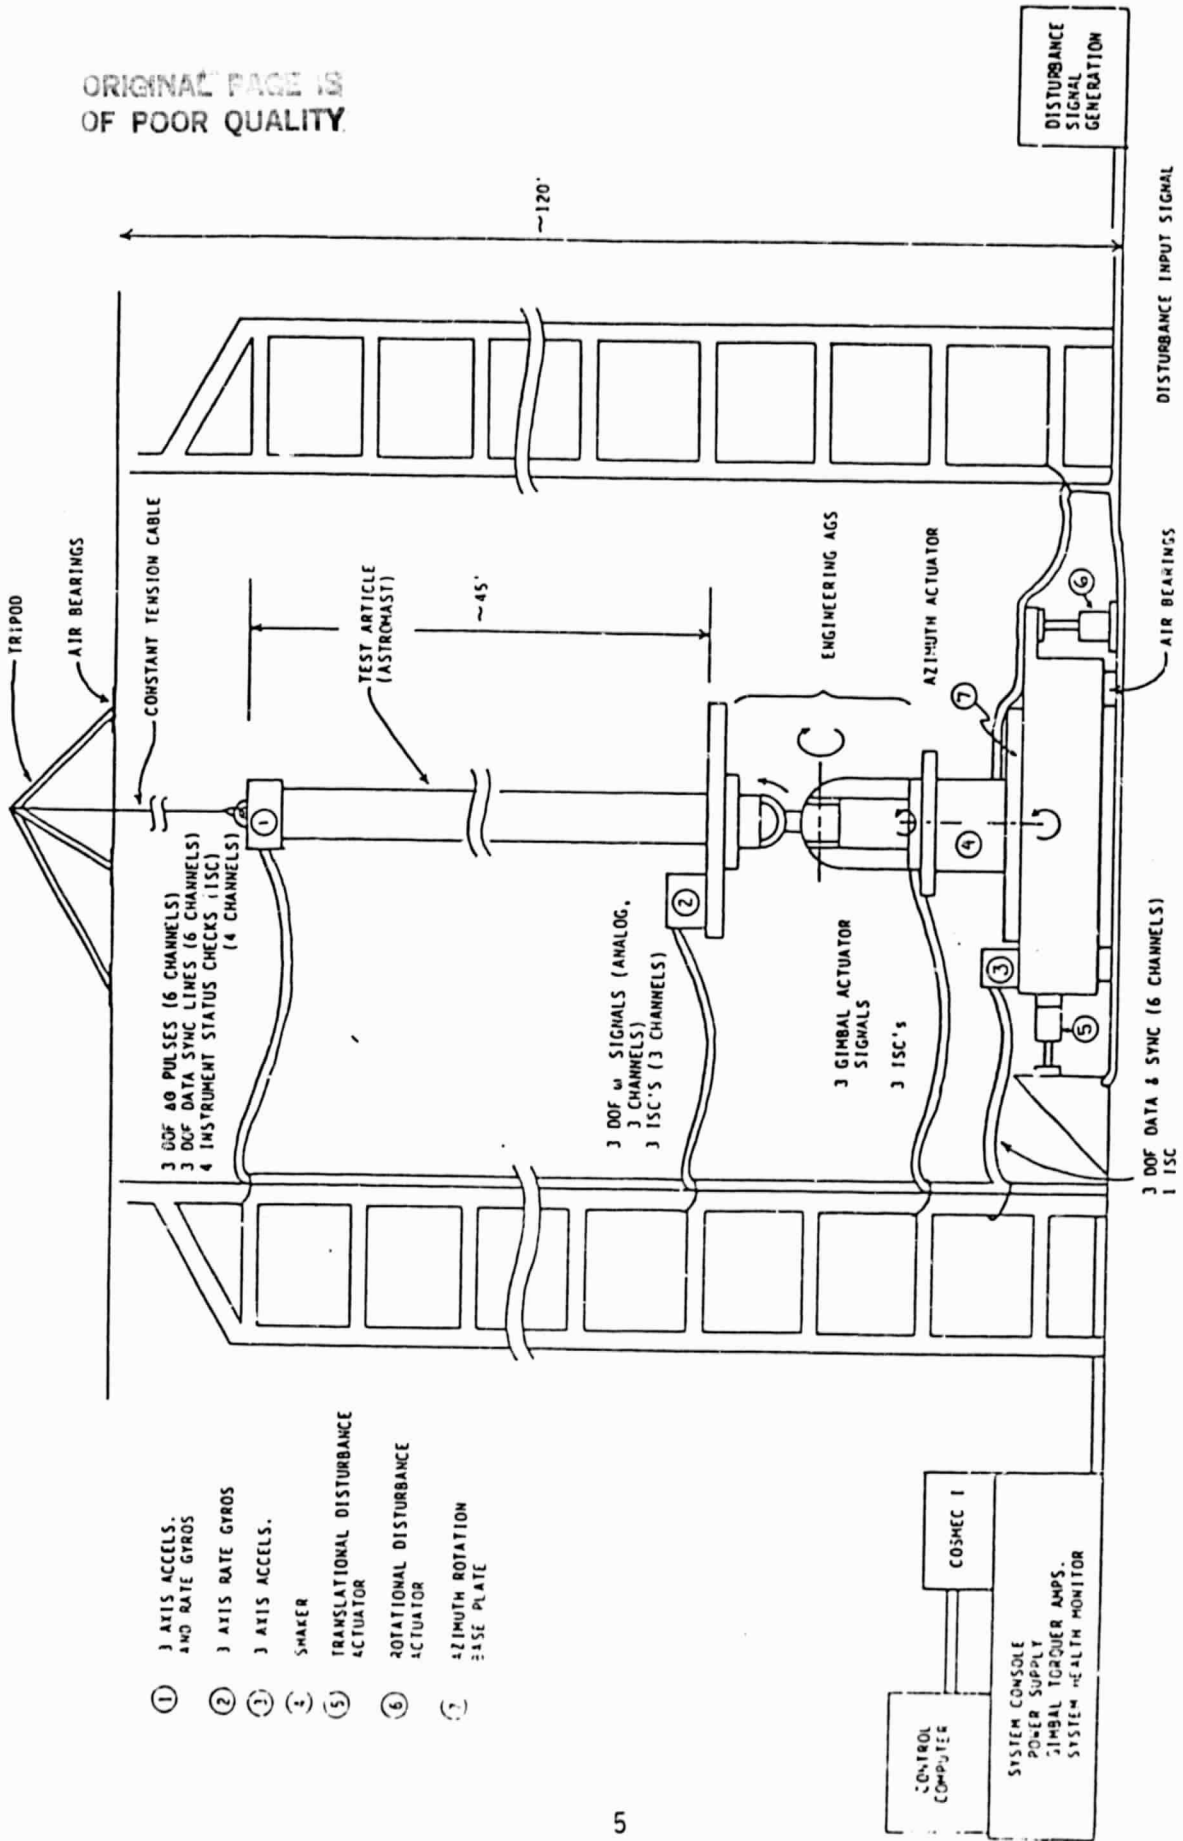 ORIGINAL PAGE IS
OF POOR QUALITY
TRIPOD
AIR BEARINGS
CONSTANT TENSION CABLE
~120'
DISTURBANCE
SIGNAL
GENERATION
3 DOF Δθ PULSES (6 CHANNELS)
3 DOF DATA SYNC LINES (6 CHANNELS)
4 INSTRUMENT STATUS CHECKS (ISC)
(4 CHANNELS)
1
TEST ARTICLE
(ASTROMAST)
~45'
3 DOF ω SIGNALS (ANALOG,
3 CHANNELS)
3 ISC'S (3 CHANNELS)
2
ENGINEERING AGS
3 GIMBAL ACTUATOR
SIGNALS
3 ISC's
AZIMUTH ACTUATOR
4
7
3
5
6
AIR BEARINGS
DISTURBANCE INPUT SIGNAL
3 DOF DATA & SYNC (6 CHANNELS)
1 ISC
1 3 AXIS ACCELS.
AND RATE GYROS
2 3 AXIS RATE GYROS
3 3 AXIS ACCELS.
4 SHAKER
5 TRANSLATIONAL DISTURBANCE
ACTUATOR
6 ROTATIONAL DISTURBANCE
ACTUATOR
7 AZIMUTH ROTATION
BASE PLATE
CONTROL
COMPUTER
COSMEC I
SYSTEM CONSOLE
POWER SUPPLY
GIMBAL TORQUER AMPS.
SYSTEM HEALTH MONITOR
5